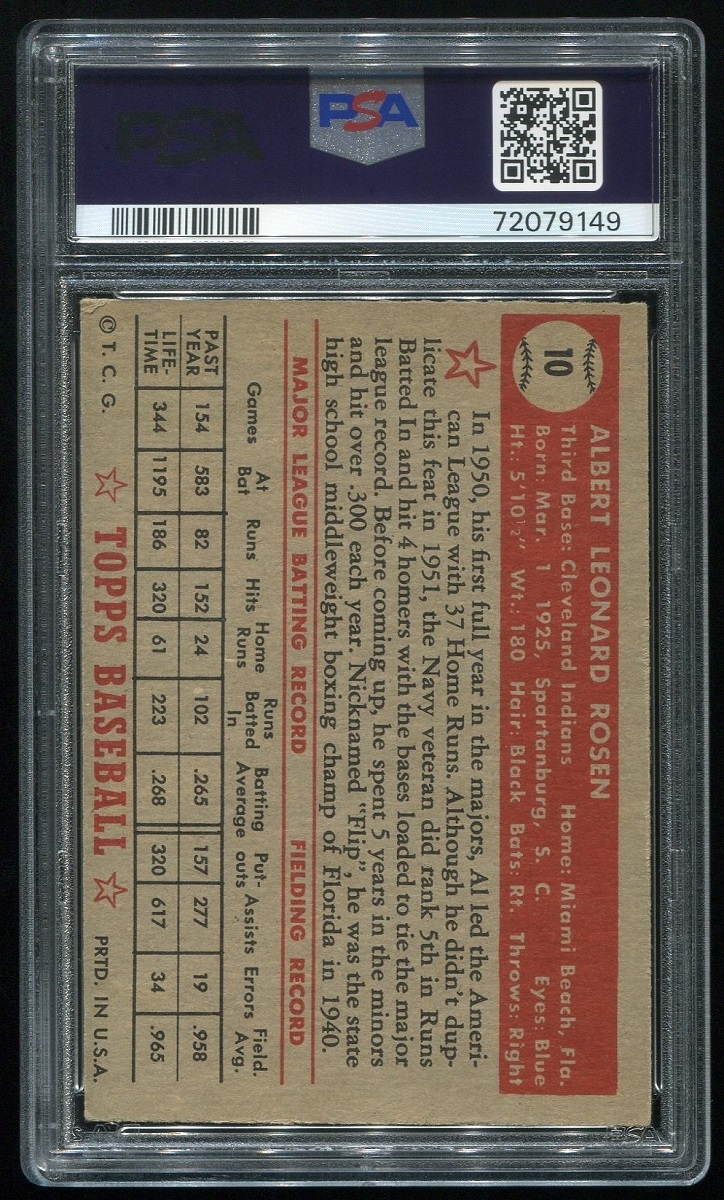 PSA
PSA
72079149
10
ALBERT LEONARD ROSEN
Third Base: Cleveland Indians Home: Miami Beach, Fla.
Born: Mar. 1 1925, Spartanburg, S. C. Eyes: Blue
Ht.: 5'10½" Wt.: 180 Hair: Black Bats: Rt. Throws: Right
In 1950, his first full year in the majors, Al led the Ameri-
can League with 37 Home Runs. Although he didn't dup-
licate this feat in 1951, the Navy veteran did rank 5th in Runs
Batted In and hit 4 homers with the bases loaded to tie the major
league record. Before coming up, he spent 5 years in the minors
and hit over .300 each year. Nicknamed "Flip", he was the state
high school middleweight boxing champ of Florida in 1940.
MAJOR LEAGUE BATTING RECORD FIELDING RECORD
Games At Bat Runs Hits Home Runs Runs Batted In Batting Average Put-outs Assists Errors Field. Avg.
PAST YEAR 154 583 82 152 24 102 .265 157 277 19 .958
LIFE-TIME 344 1195 186 320 61 223 .268 320 617 34 .965
© T. C. G. TOPPS BASEBALL PRTD. IN U.S.A.
PSA